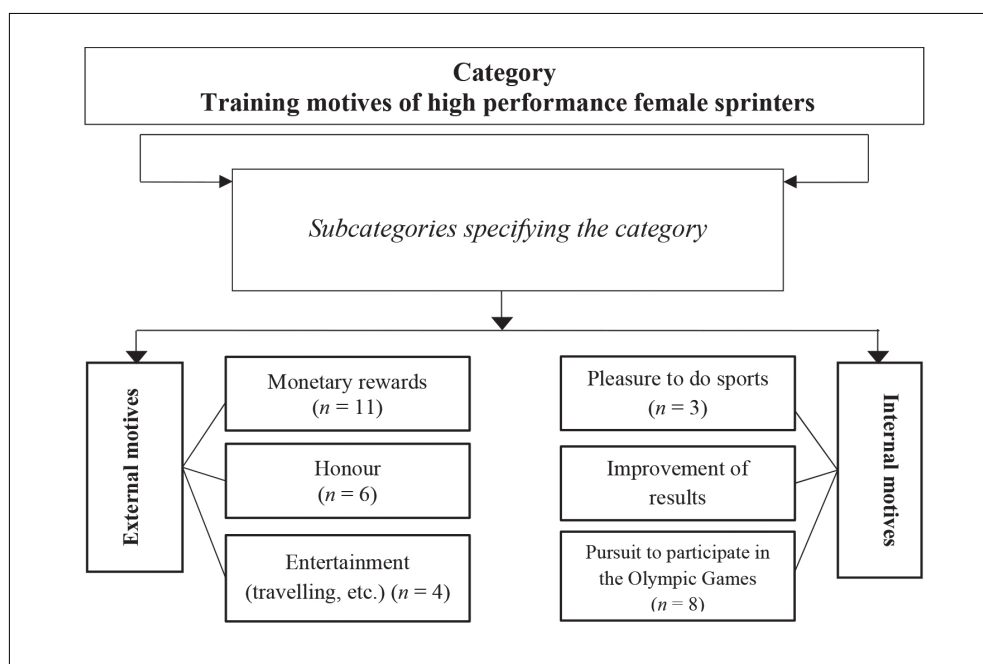 Category
Training motives of high performance female sprinters
Subcategories specifying the category
External motives
Monetary rewards
(n = 11)
Honour
(n = 6)
Entertainment
(travelling, etc.) (n = 4)
Pleasure to do sports
(n = 3)
Improvement of
results
Pursuit to participate in
the Olympic Games
(n = 8)
Internal motives